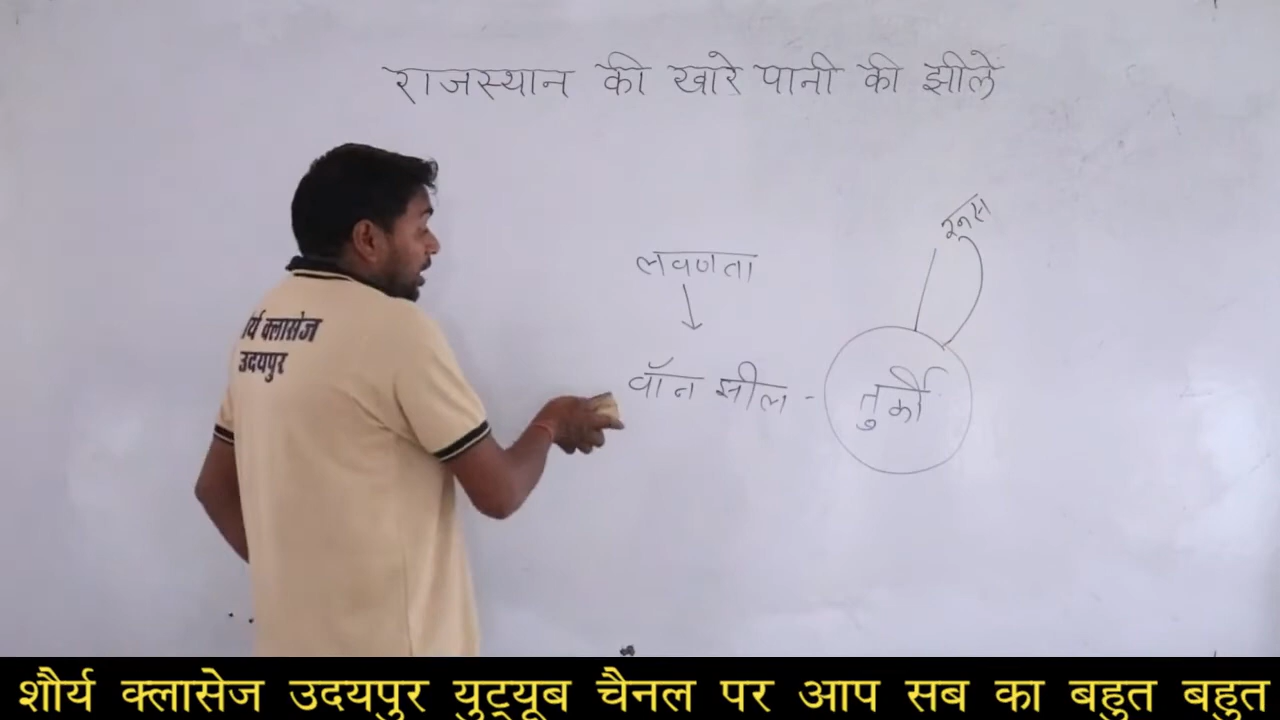 राजस्थान की खारे पानी की झीलें
रूस
लवणता
↓
वॉन झील - तुर्की
र्य क्लासेज
उदयपुर
शौर्य क्लासेज उदयपुर युट्यूब चैनल पर आप सब का बहुत बहुत